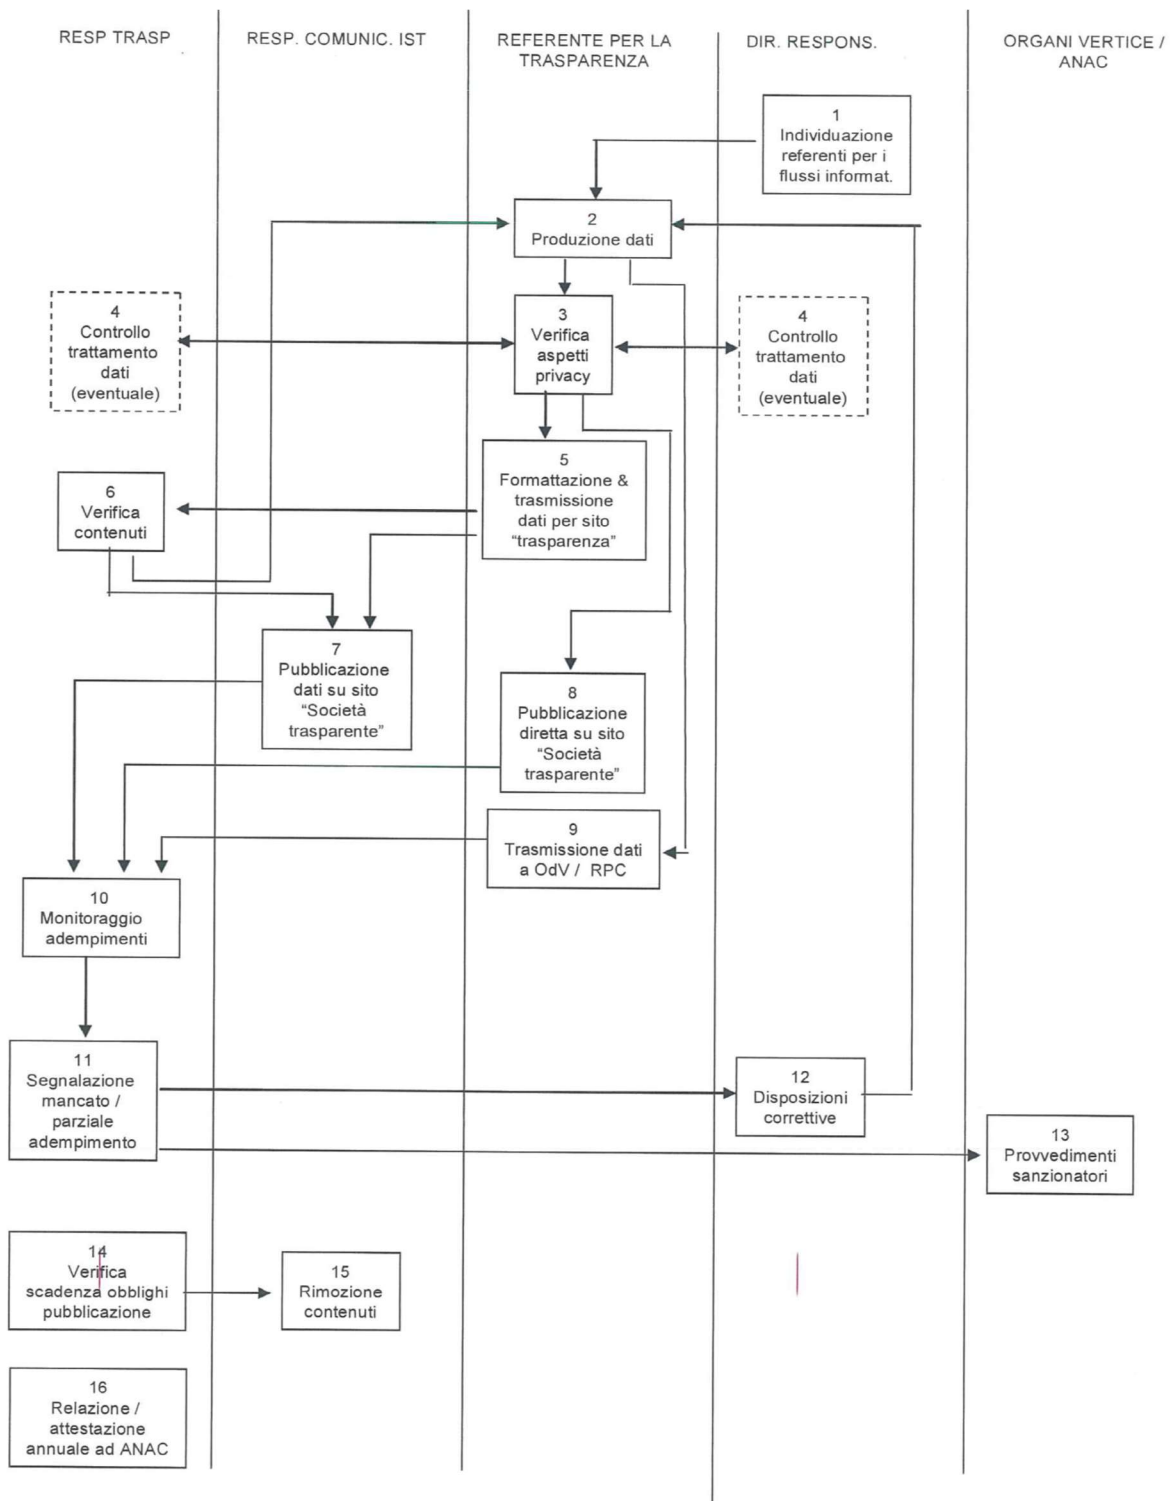 RESP TRASP
RESP. COMUNIC. IST
REFERENTE PER LA
TRASPARENZA
DIR. RESPONS.
ORGANI VERTICE /
ANAC
1
Individuazione
referenti per i
flussi informat.
2
Produzione dati
4
Controllo
trattamento
dati
(eventuale)
3
Verifica
aspetti
privacy
4
Controllo
trattamento
dati
(eventuale)
5
Formattazione &
trasmissione
dati per sito
“trasparenza”
6
Verifica
contenuti
7
Pubblicazione
dati su sito
“Società
trasparente”
8
Pubblicazione
diretta su sito
“Società
trasparente”
9
Trasmissione dati
a OdV / RPC
10
Monitoraggio
adempimenti
11
Segnalazione
mancato /
parziale
adempimento
12
Disposizioni
correttive
13
Provvedimenti
sanzionatori
14
Verifica
scadenza obblighi
pubblicazione
15
Rimozione
contenuti
16
Relazione /
attestazione
annuale ad ANAC